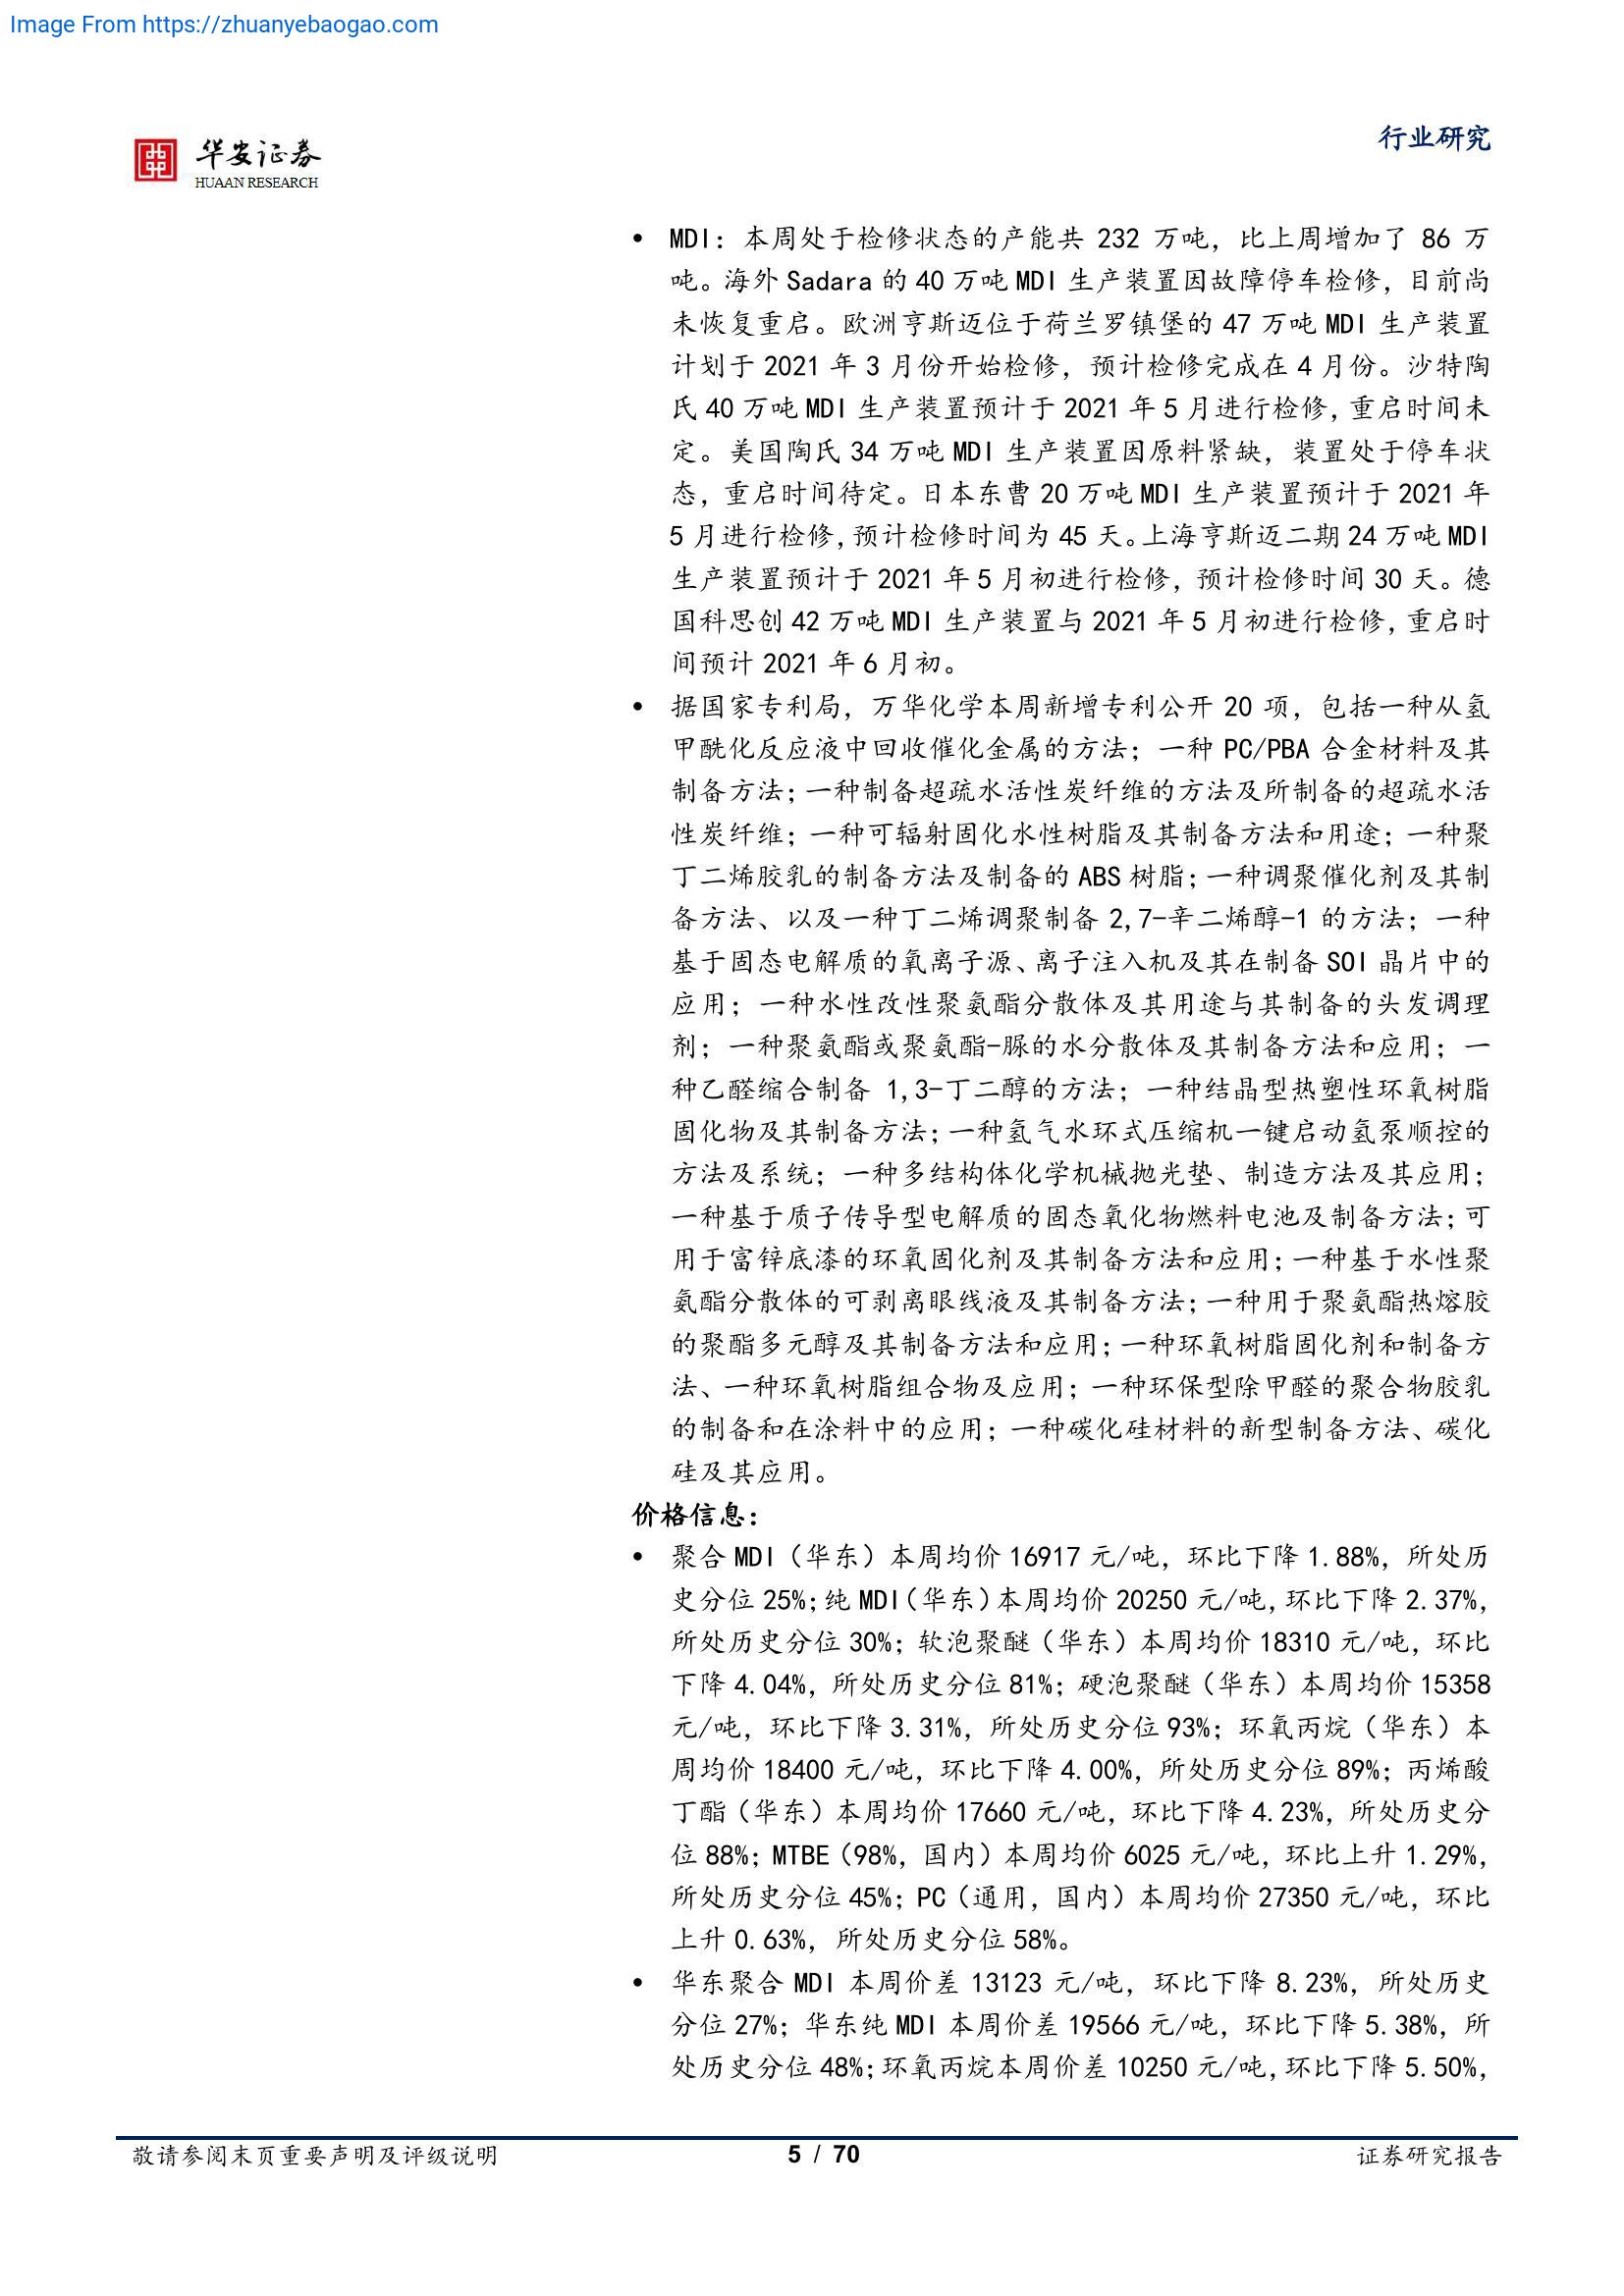 Image From https://zhuanyebaogao.com
华安证券
HUAAN RESEARCH
行业研究
• MDI：本周处于检修状态的产能共 232 万吨，比上周增加了 86 万
吨。海外 Sadara 的 40 万吨 MDI 生产装置因故障停车检修，目前尚
未恢复重启。欧洲亨斯迈位于荷兰罗镇堡的 47 万吨 MDI 生产装置
计划于 2021 年 3 月份开始检修，预计检修完成在 4 月份。沙特陶
氏 40 万吨 MDI 生产装置预计于 2021 年 5 月进行检修，重启时间未
定。美国陶氏 34 万吨 MDI 生产装置因原料紧缺，装置处于停车状
态，重启时间待定。日本东曹 20 万吨 MDI 生产装置预计于 2021 年
5 月进行检修，预计检修时间为 45 天。上海亨斯迈二期 24 万吨 MDI
生产装置预计于 2021 年 5 月初进行检修，预计检修时间 30 天。德
国科思创 42 万吨 MDI 生产装置与 2021 年 5 月初进行检修，重启时
间预计 2021 年 6 月初。
• 据国家专利局，万华化学本周新增专利公开 20 项，包括一种从氢
甲酰化反应液中回收催化金属的方法；一种 PC/PBA 合金材料及其
制备方法；一种制备超疏水活性炭纤维的方法及所制备的超疏水活
性炭纤维；一种可辐射固化水性树脂及其制备方法和用途；一种聚
丁二烯胶乳的制备方法及制备的 ABS 树脂；一种调聚催化剂及其制
备方法、以及一种丁二烯调聚制备 2,7-辛二烯醇-1 的方法；一种
基于固态电解质的氧离子源、离子注入机及其在制备 SOI 晶片中的
应用；一种水性改性聚氨酯分散体及其用途与其制备的头发调理
剂；一种聚氨酯或聚氨酯-脲的水分散体及其制备方法和应用；一
种乙醛缩合制备 1,3-丁二醇的方法；一种结晶型热塑性环氧树脂
固化物及其制备方法；一种氢气水环式压缩机一键启动氢泵顺控的
方法及系统；一种多结构体化学机械抛光垫、制造方法及其应用；
一种基于质子传导型电解质的固态氧化物燃料电池及制备方法；可
用于富锌底漆的环氧固化剂及其制备方法和应用；一种基于水性聚
氨酯分散体的可剥离眼线液及其制备方法；一种用于聚氨酯热熔胶
的聚酯多元醇及其制备方法和应用；一种环氧树脂固化剂和制备方
法、一种环氧树脂组合物及应用；一种环保型除甲醛的聚合物胶乳
的制备和在涂料中的应用；一种碳化硅材料的新型制备方法、碳化
硅及其应用。
价格信息：
• 聚合 MDI（华东）本周均价 16917 元/吨，环比下降 1.88%，所处历
史分位 25%；纯 MDI（华东）本周均价 20250 元/吨，环比下降 2.37%，
所处历史分位 30%；软泡聚醚（华东）本周均价 18310 元/吨，环比
下降 4.04%，所处历史分位 81%；硬泡聚醚（华东）本周均价 15358
元/吨，环比下降 3.31%，所处历史分位 93%；环氧丙烷（华东）本
周均价 18400 元/吨，环比下降 4.00%，所处历史分位 89%；丙烯酸
丁酯（华东）本周均价 17660 元/吨，环比下降 4.23%，所处历史分
位 88%；MTBE（98%，国内）本周均价 6025 元/吨，环比上升 1.29%，
所处历史分位 45%；PC（通用，国内）本周均价 27350 元/吨，环比
上升 0.63%，所处历史分位 58%。
• 华东聚合 MDI 本周价差 13123 元/吨，环比下降 8.23%，所处历史
分位 27%；华东纯 MDI 本周价差 19566 元/吨，环比下降 5.38%，所
处历史分位 48%；环氧丙烷本周价差 10250 元/吨，环比下降 5.50%，
敬请参阅末页重要声明及评级说明
5 / 70
证券研究报告